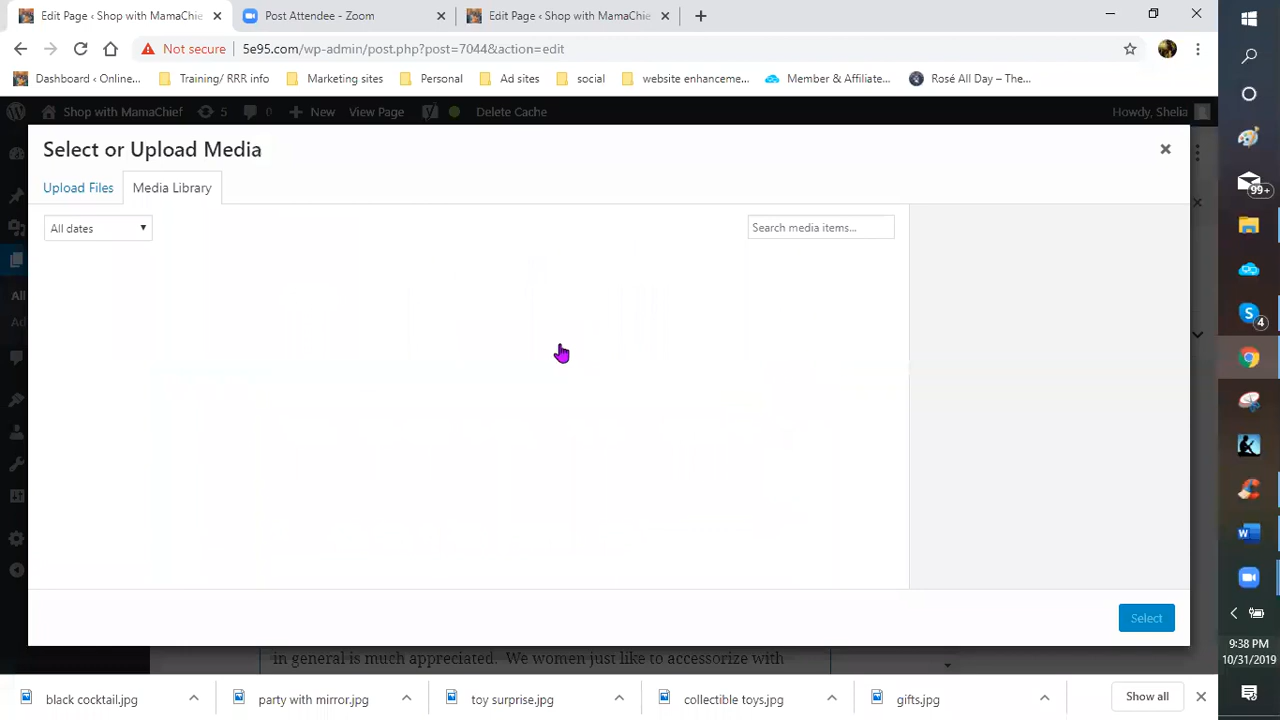 Edit Page ‹ Shop with MamaChie
Post Attendee - Zoom
Edit Page ‹ Shop with MamaChie
Not secure
5e95.com/wp-admin/post.php?post=7044&action=edit
Dashboard ‹ Online...
Training/ RRR info
Marketing sites
Personal
Ad sites
social
website enhanceme...
Member & Affiliate...
Rosé All Day – The...
Shop with MamaChief
5
0
New
View Page
Delete Cache
Howdy, Shelia
Select or Upload Media
Upload Files
Media Library
All dates
Search media items...
All
Ad
99+
4
Select
in general is much appreciated. We women just like to accessorize with
9:38 PM
10/31/2019
black cocktail.jpg
party with mirror.jpg
toy surprise.jpg
collectible toys.jpg
gifts.jpg
Show all